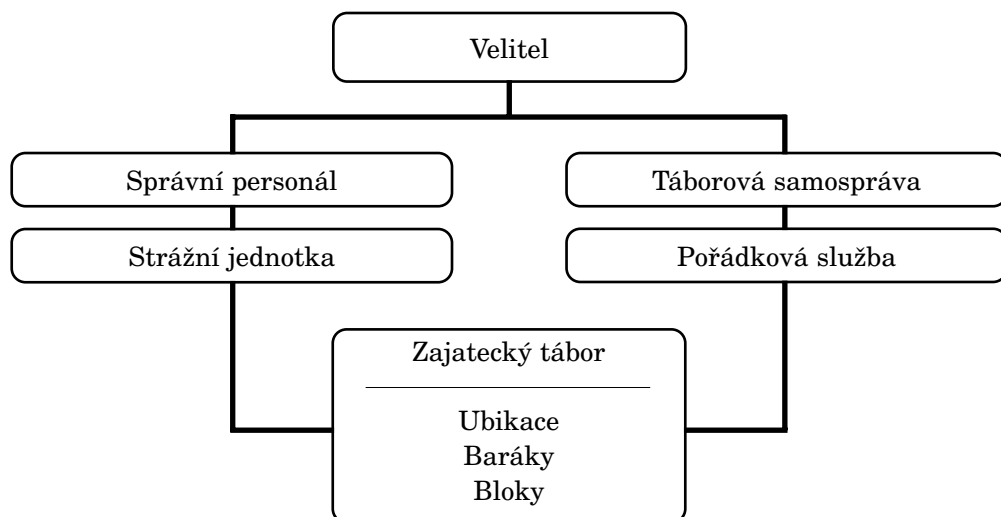 Velitel
Správní personál
Táborová samospráva
Strážní jednotka
Pořádková služba
Zajatecký tábor
Ubikace
Baráky
Bloky